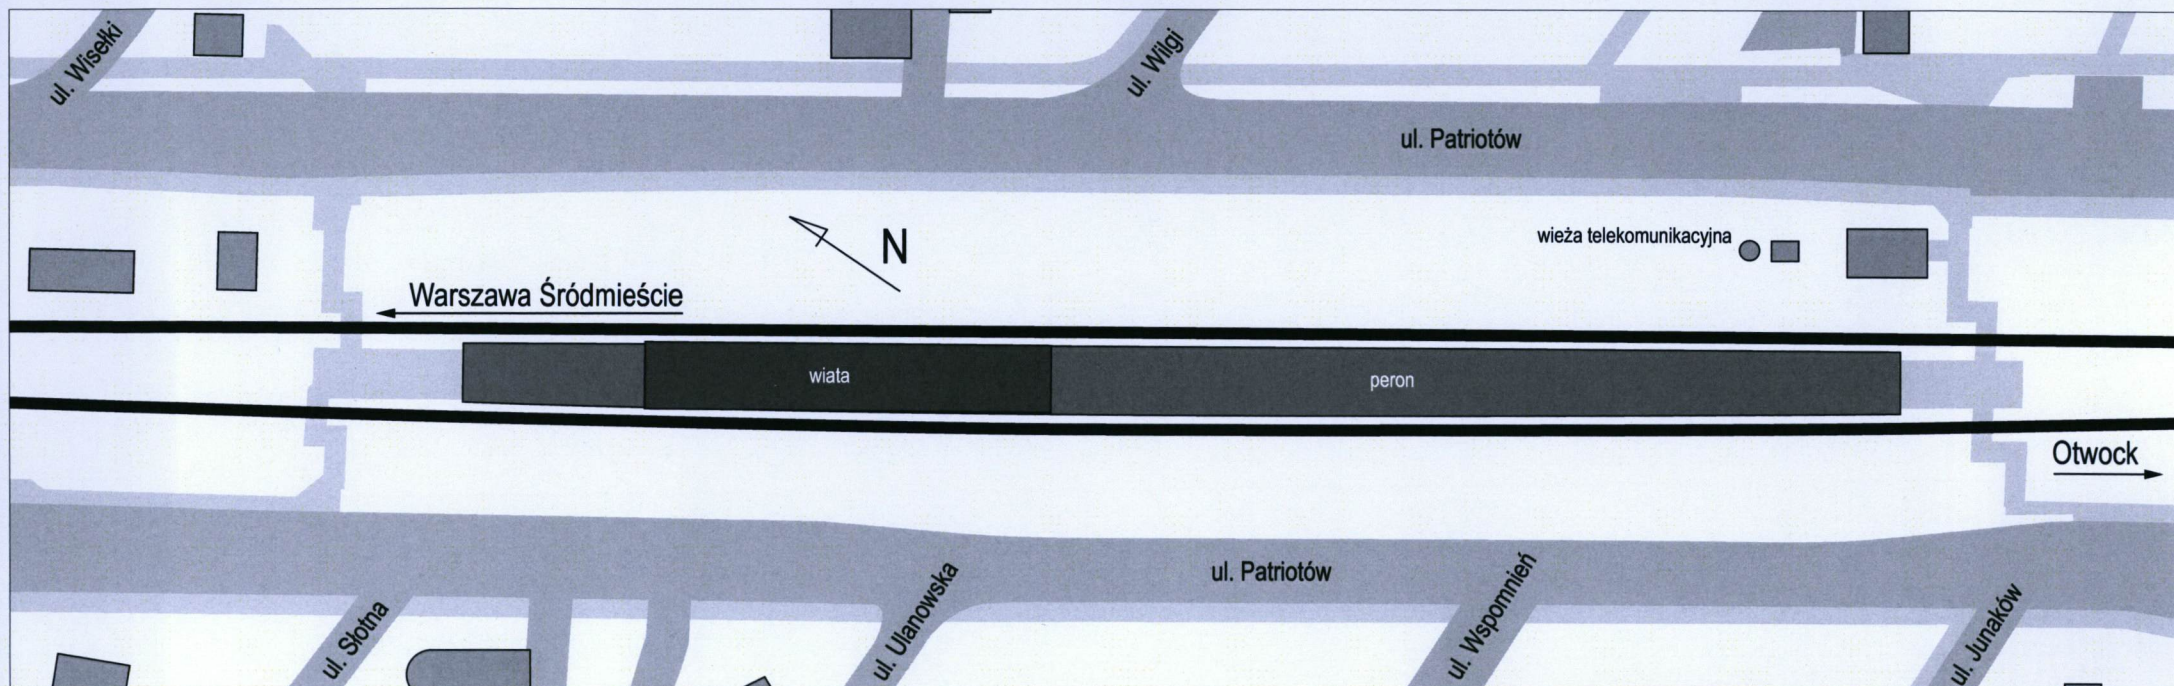 ul. Wisełki
ul. Wilgi
ul. Patriotów
wieża telekomunikacyjna
N
Warszawa Śródmieście
wiata
peron
Otwock
ul. Patriotów
ul. Słotna
ul. Ulanowska
ul. Wspomnień
ul. Junaków